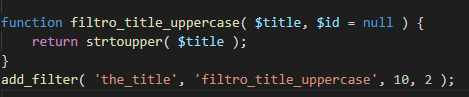 function filtro_title_uppercase( $title, $id = null ) {
    return strtoupper( $title );
}
add_filter( 'the_title', 'filtro_title_uppercase', 10, 2 );